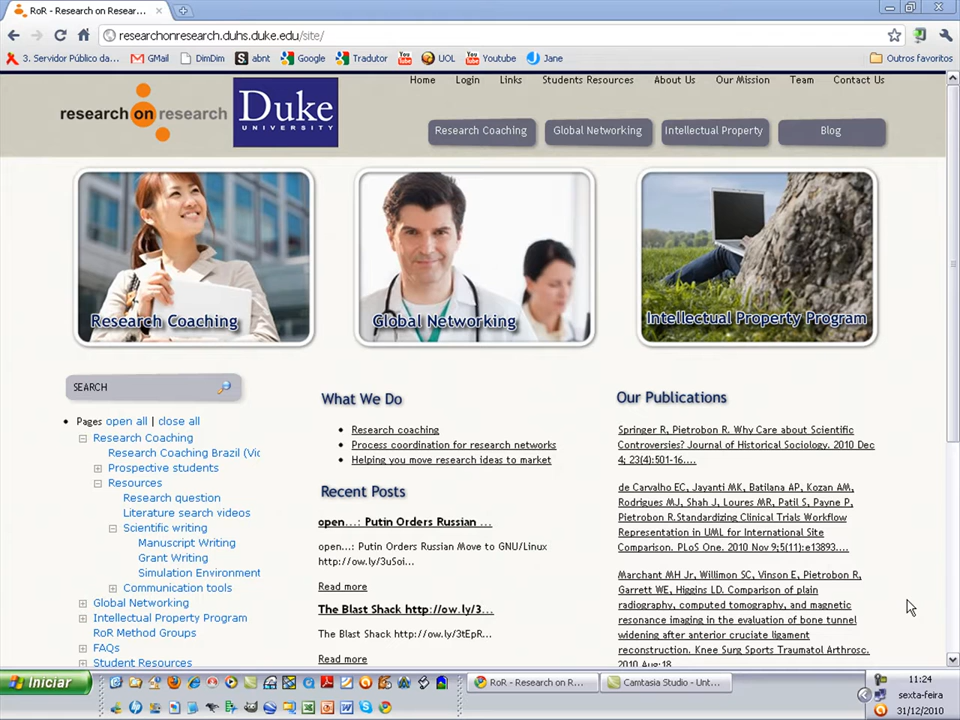 RoR - Research on Resear...
researchonresearch.duhs.duke.edu/site/
3. Servidor Público da... GMail DimDim abnt Google Tradutor UOL Youtube Jane Outros favoritos
research on research
Duke
UNIVERSITY
Home Login Links Students Resources About Us Our Mission Team Contact Us
Research Coaching Global Networking Intellectual Property Blog
Research Coaching
Global Networking
Intellectual Property Program
SEARCH
Pages open all | close all
Research Coaching
Research Coaching Brazil (Vic
Prospective students
Resources
Research question
Literature search videos
Scientific writing
Manuscript Writing
Grant Writing
Simulation Environment
Communication tools
Global Networking
Intellectual Property Program
RoR Method Groups
FAQs
Student Resources
What We Do
Research coaching
Process coordination for research networks
Helping you move research ideas to market
Recent Posts
open...: Putin Orders Russian ...
open...: Putin Orders Russian Move to GNU/Linux
http://ow.ly/3uSoi...
Read more
The Blast Shack http://ow.ly/3...
The Blast Shack http://ow.ly/3tEpR...
Read more
Our Publications
Springer R, Pietrobon R. Why Care about Scientific
Controversies? Journal of Historical Sociology. 2010 Dec
4; 23(4):501-16....
de Carvalho EC, Jayanti MK, Batilana AP, Kozan AM,
Rodrigues MJ, Shah J, Loures MR, Patil S, Payne P,
Pietrobon R.Standardizing Clinical Trials Workflow
Representation in UML for International Site
Comparison. PLoS One. 2010 Nov 9;5(11):e13893....
Marchant MH Jr, Willimon SC, Vinson E, Pietrobon R,
Garrett WE, Higgins LD. Comparison of plain
radiography, computed tomography, and magnetic
resonance imaging in the evaluation of bone tunnel
widening after anterior cruciate ligament
reconstruction. Knee Surg Sports Traumatol Arthrosc.
2010 Aug;18
Iniciar
RoR - Research on R...
Camtasia Studio - Unt...
11:24
sexta-feira
31/12/2010